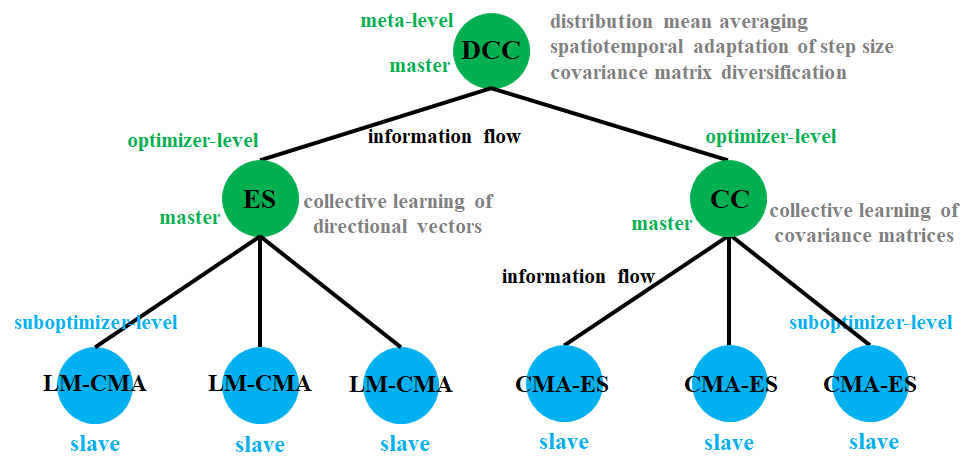 meta-level
DCC
master
distribution mean averaging
spatiotemporal adaptation of step size
covariance matrix diversification
optimizer-level
information flow
optimizer-level
ES
master
collective learning of
directional vectors
CC
master
collective learning of
covariance matrices
information flow
suboptimizer-level
suboptimizer-level
LM-CMA
LM-CMA
LM-CMA
CMA-ES
CMA-ES
CMA-ES
slave
slave
slave
slave
slave
slave